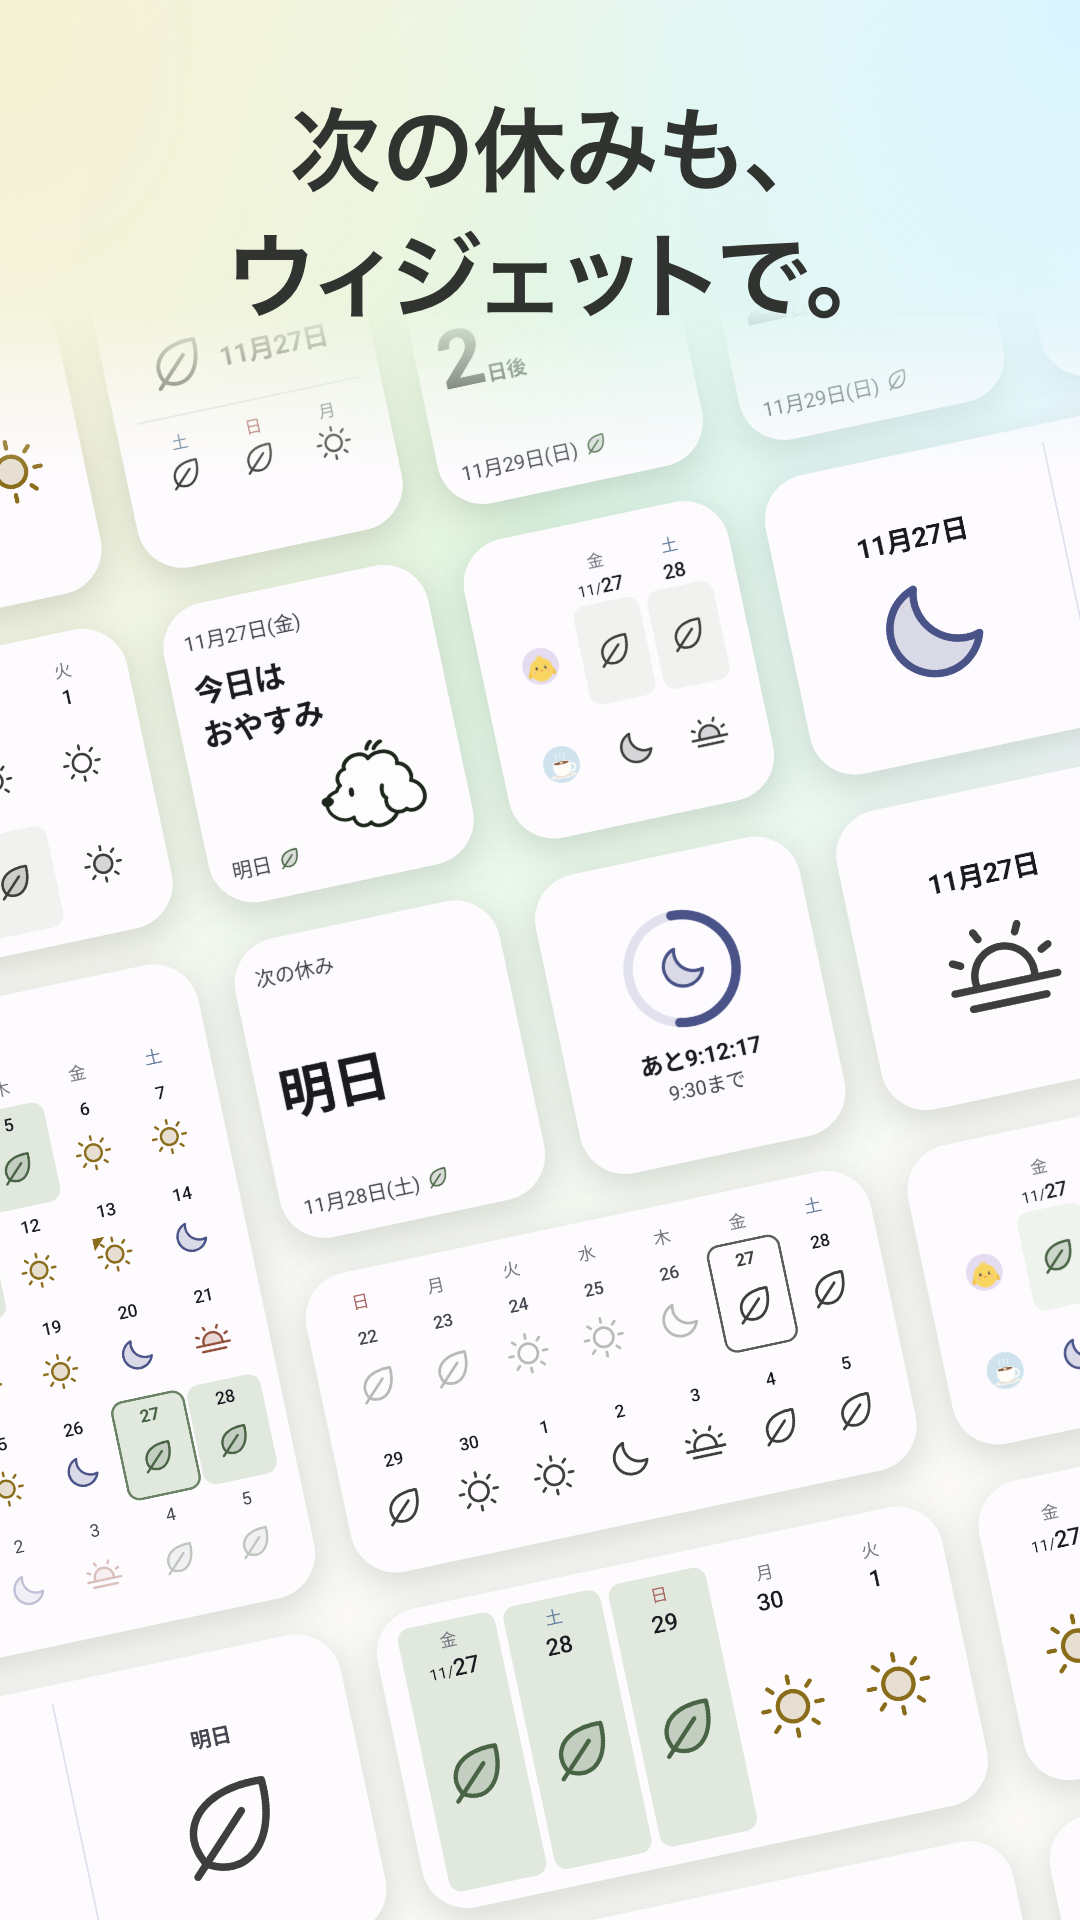 次の休みも、
ウィジェットで。
11月27日
土 日 月
2日後
11月29日(日)
11月29日(日)
火
1
11月27日(金)
今日は
おやすみ
明日
金 土
11/27 28
11月27日
次の休み
明日
11月28日(土)
あと9:12:17
9:30まで
11月27日
木 金 土
5 6 7
12 13 14
19 20 21
26 27 28
2 3 4 5
日 月 火 水 木 金 土
22 23 24 25 26 27 28
29 30 1 2 3 4 5
金
11/27
明日
金 土 日 月 火
11/27 28 29 30 1
金
11/27